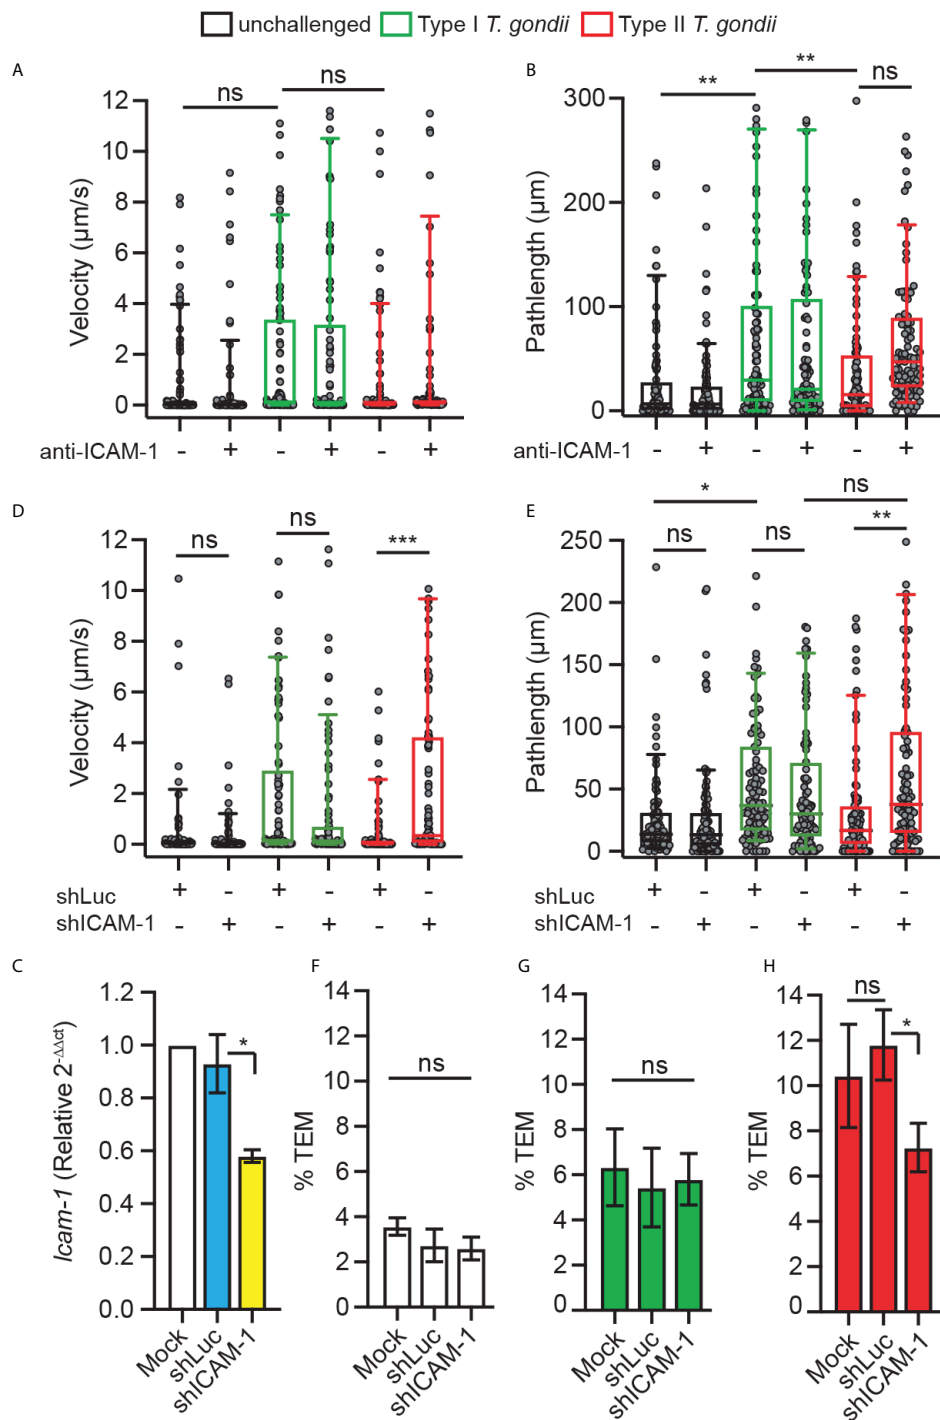 unchallenged Type I T. gondii Type II T. gondii
A
ns
ns
12
10
8
6
4
2
0
Velocity (µm/s)
anti-ICAM-1 - + - + - +
B
**
**
ns
300
200
100
0
Pathlength (µm)
anti-ICAM-1 - + - + - +
D
ns
ns
***
12
10
8
6
4
2
0
Velocity (µm/s)
shLuc + - + - + -
shICAM-1 - + - + - +
E
*
ns
ns
ns
**
250
200
150
100
50
0
Pathlength (µm)
shLuc + - + - + -
shICAM-1 - + - + - +
C
1.2
1.0
0.8
0.6
0.4
0.2
0.0
Icam-1 (Relative 2-ΔΔct)
*
Mock
shLuc
shICAM-1
F
14
12
10
8
6
4
2
0
% TEM
ns
Mock
shLuc
shICAM-1
G
14
12
10
8
6
4
2
0
% TEM
ns
Mock
shLuc
shICAM-1
H
14
12
10
8
6
4
2
0
% TEM
ns
*
Mock
shLuc
shICAM-1